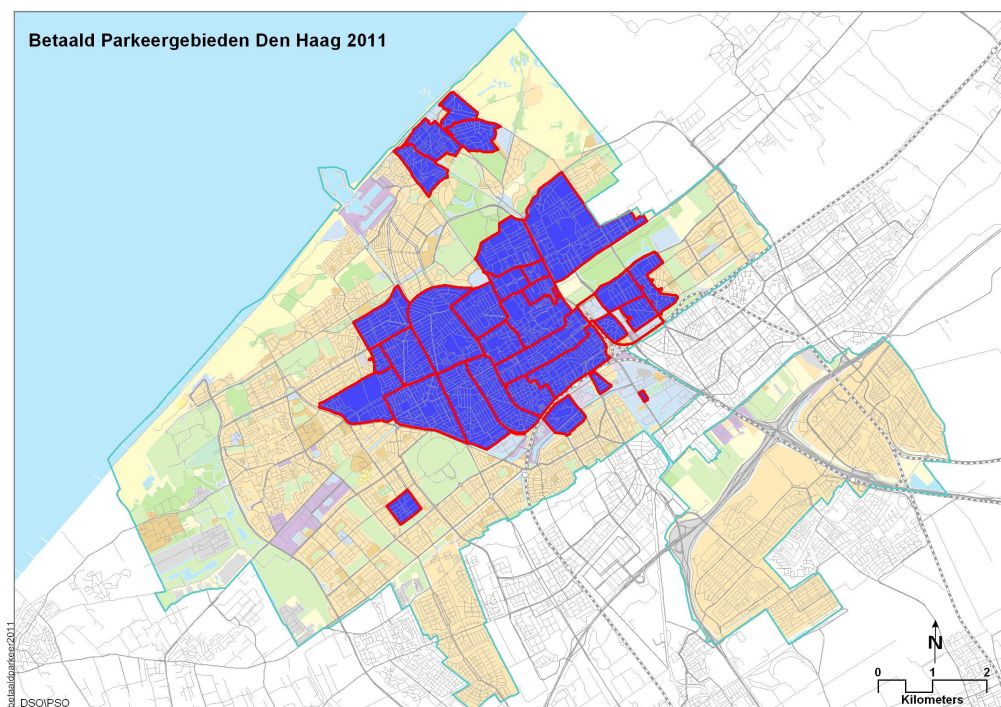 Betaald Parkeergebieden Den Haag 2011
N
0 1 2
Kilometers
betaaldparkeer2011
DSO\PSO